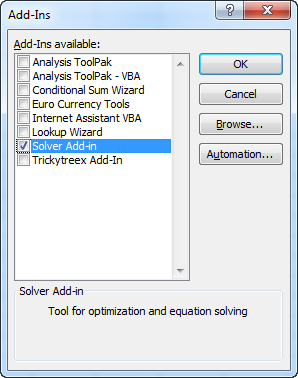 Add-Ins
Add-Ins available:
Analysis ToolPak
Analysis ToolPak - VBA
Conditional Sum Wizard
Euro Currency Tools
Internet Assistant VBA
Lookup Wizard
Solver Add-in
Trickytreex Add-In
OK
Cancel
Browse...
Automation...
Solver Add-in
Tool for optimization and equation solving